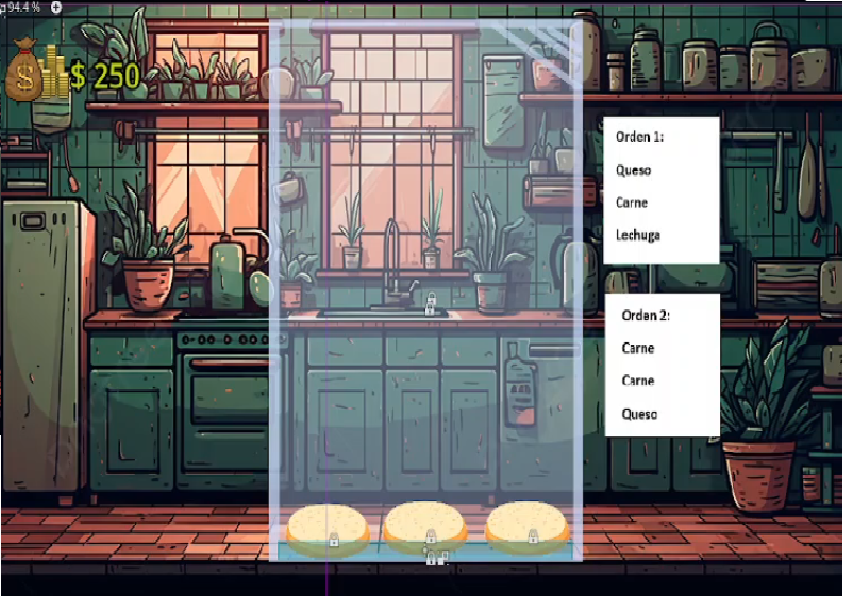 94.4 %
$ 250
Orden 1:
Queso
Carne
Lechuga
Orden 2:
Carne
Carne
Queso